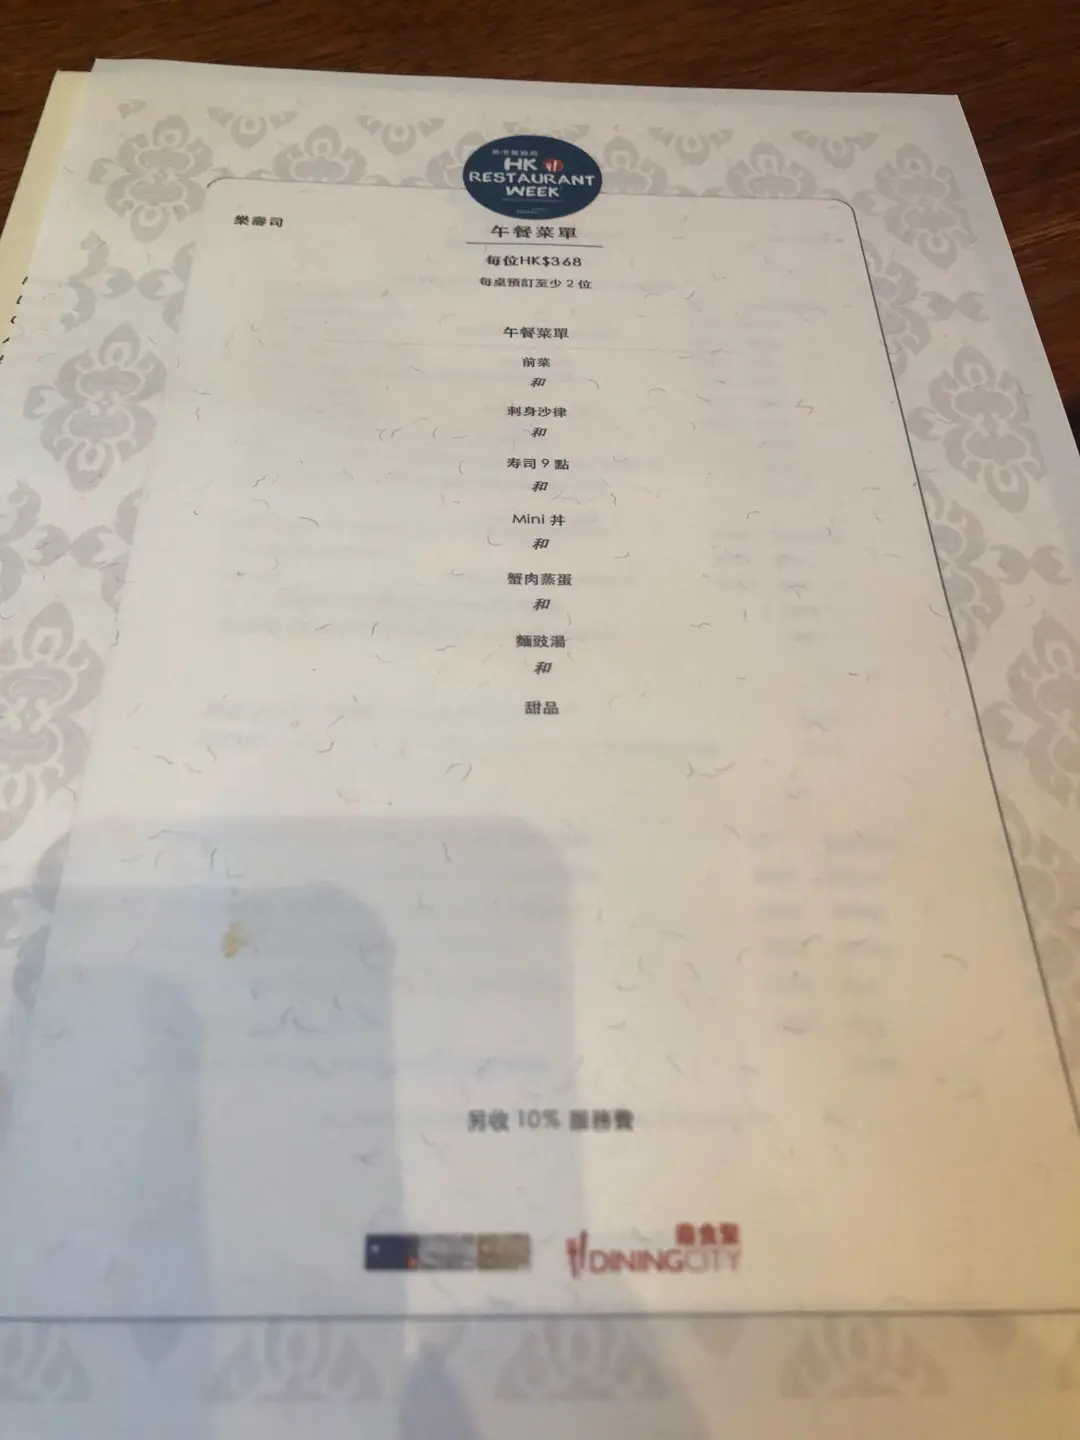 HK
RESTAURANT
WEEK
樂壽司
午餐菜單
每位HK$368
每桌預訂至少 2 位
午餐菜單
前菜
和
刺身沙律
和
寿司 9 點
和
Mini 丼
和
蟹肉蒸蛋
和
麵豉湯
和
甜品
另收 10% 服務費
DININGCITY